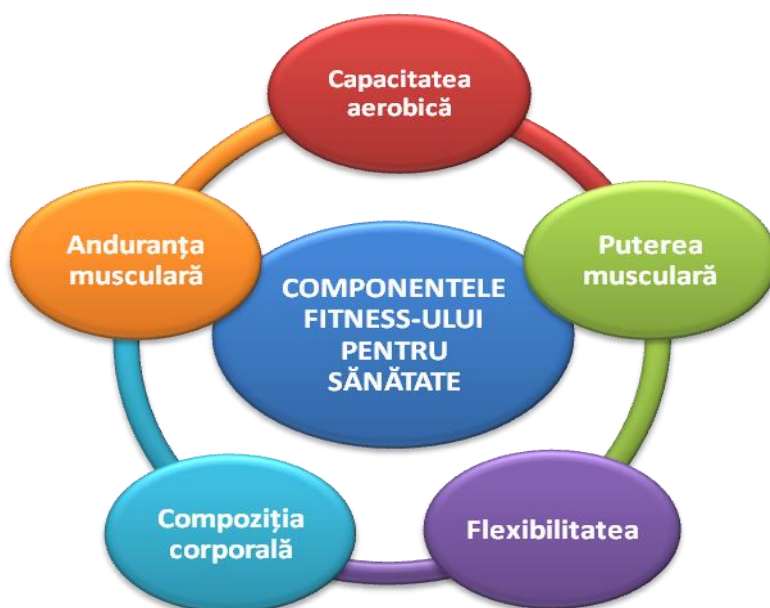 Capacitatea
aerobică
Anduranța
musculară
Puterea
musculară
COMPONENTELE
FITNESS-ULUI
PENTRU
SĂNĂTATE
Compoziția
corporală
Flexibilitatea